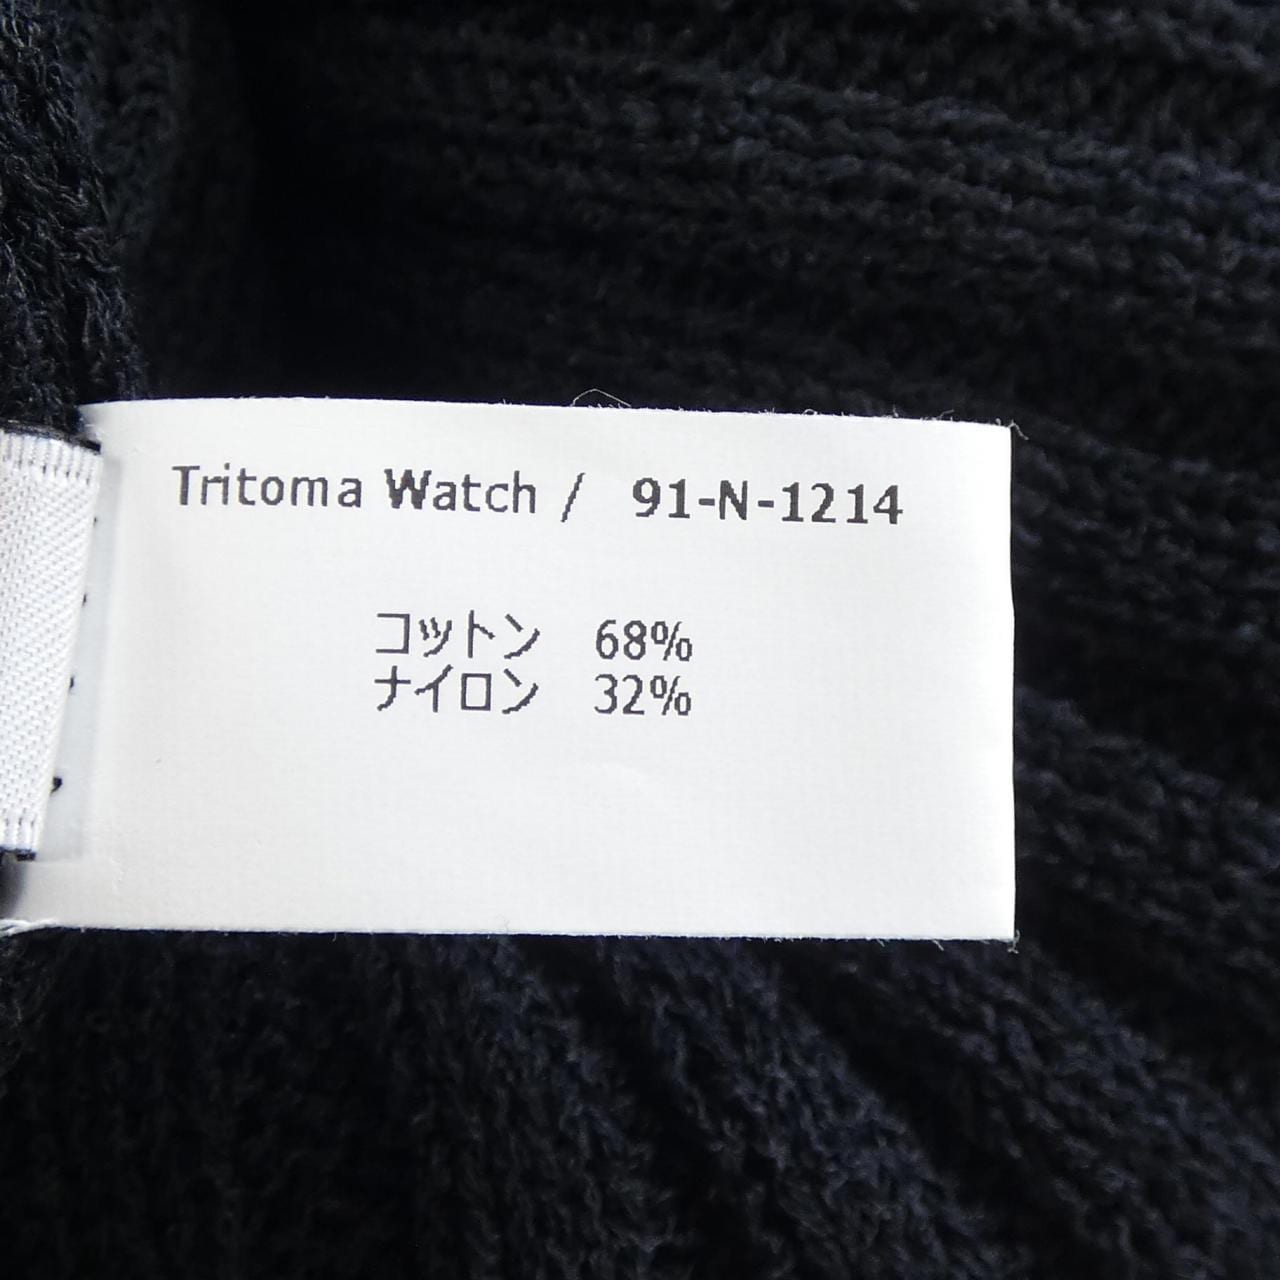 Tritoma Watch / 91-N-1214
コットン 68%
ナイロン 32%